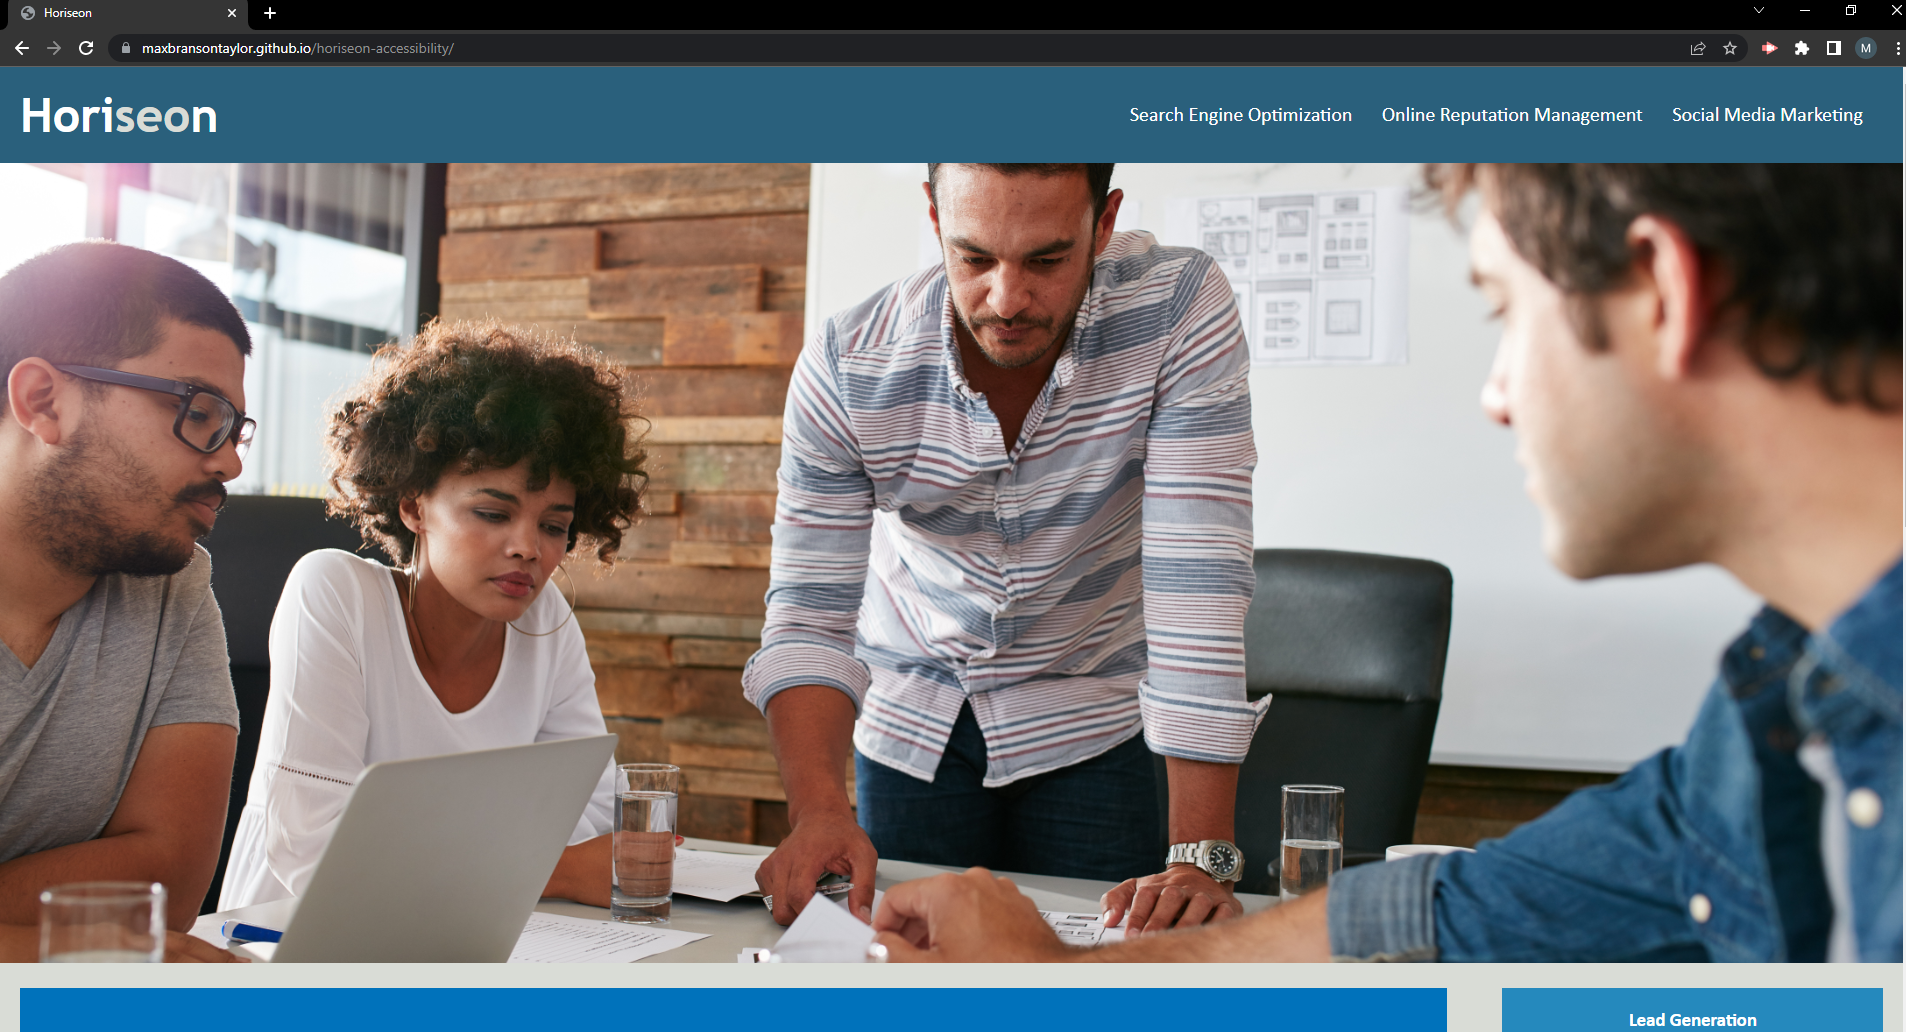 Horiseon
maxbransontaylor.github.io/horiseon-accessibility/
M
Horiseon
Search Engine Optimization Online Reputation Management Social Media Marketing
Lead Generation